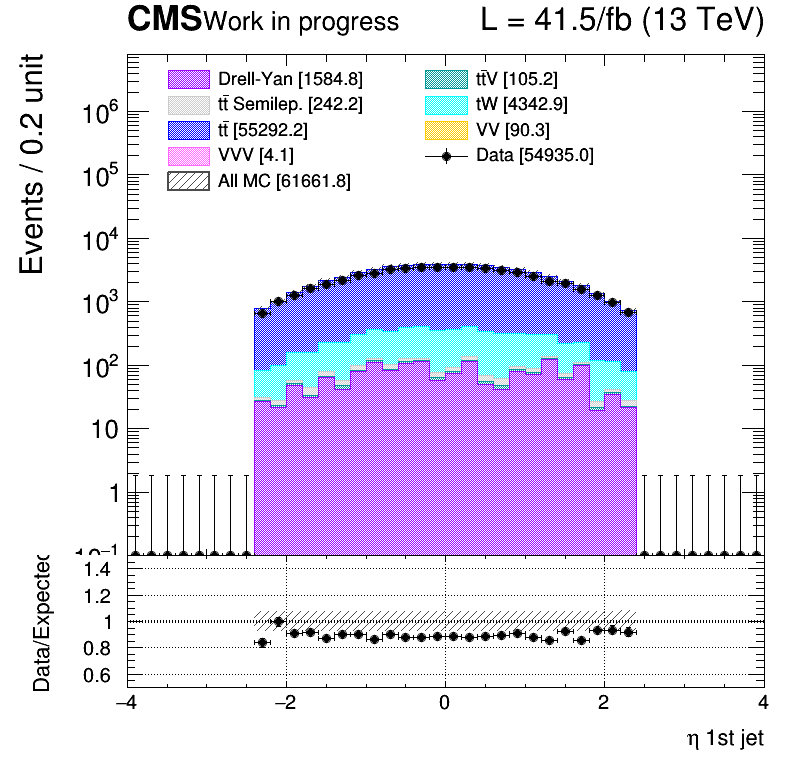 CMS Work in progress L = 41.5/fb (13 TeV)
Drell-Yan [1584.8] tt̄V [105.2]
tt̄ Semilep. [242.2] tW [4342.9]
tt̄ [55292.2] VV [90.3]
VVV [4.1] Data [54935.0]
All MC [61661.8]
Events / 0.2 unit
10⁶
10⁵
10⁴
10³
10²
10
1
10⁻¹
Data/Expected
1.4
1.2
1
0.8
0.6
−4 −2 0 2 4
η 1st jet